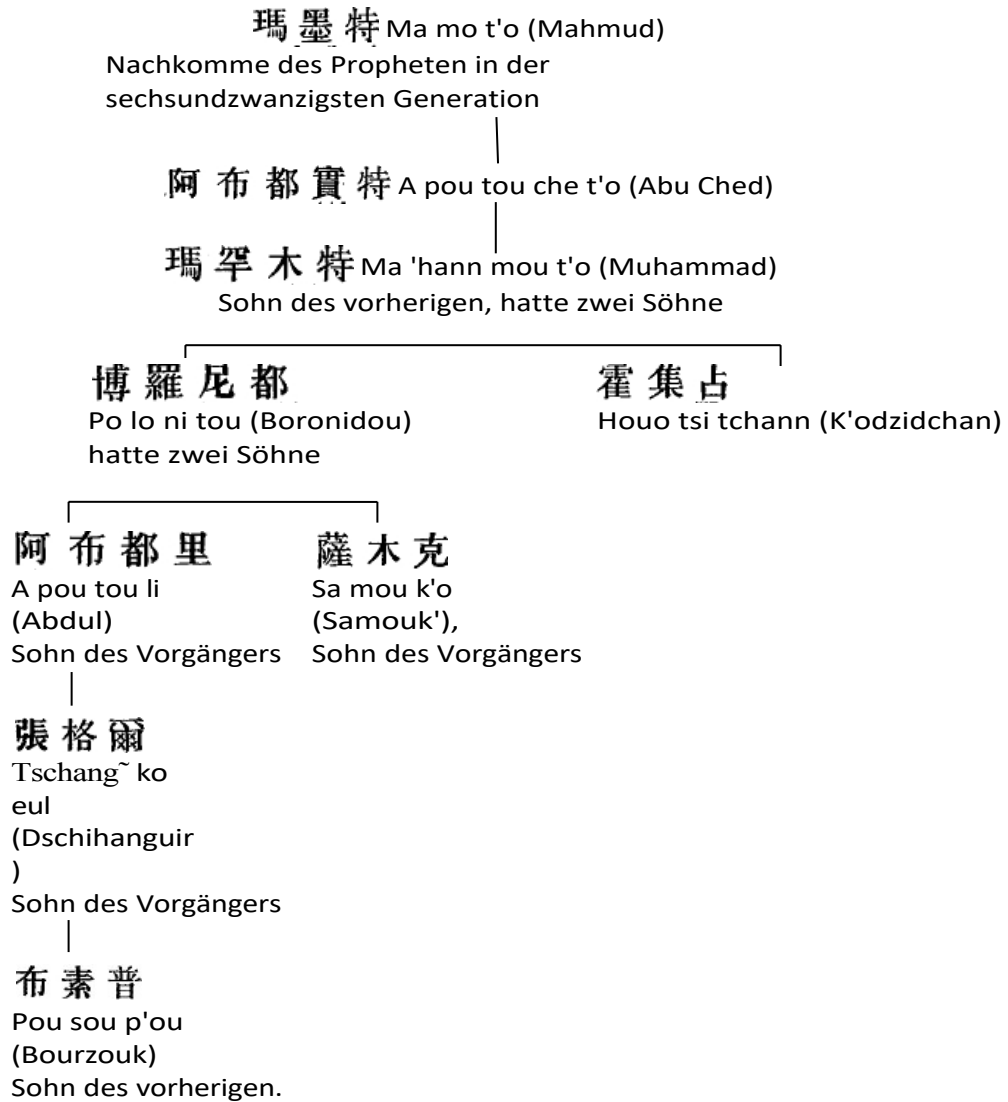 瑪墨特 Ma mo t'o (Mahmud)
Nachkomme des Propheten in der
sechsundzwanzigsten Generation
阿布都實特 A pou tou che t'o (Abu Ched)
瑪罕木特 Ma 'hann mou t'o (Muhammad)
Sohn des vorherigen, hatte zwei Söhne
博羅尼都
Po lo ni tou (Boronidou)
hatte zwei Söhne
霍集占
Houo tsi tchann (K'odzidchan)
阿布都里
A pou tou li
(Abdul)
Sohn des Vorgängers
薩木克
Sa mou k'o
(Samouk'),
Sohn des Vorgängers
張格爾
Tschang˜ ko
eul
(Dschihanguir
)
Sohn des Vorgängers
布素普
Pou sou p'ou
(Bourzouk)
Sohn des vorherigen.